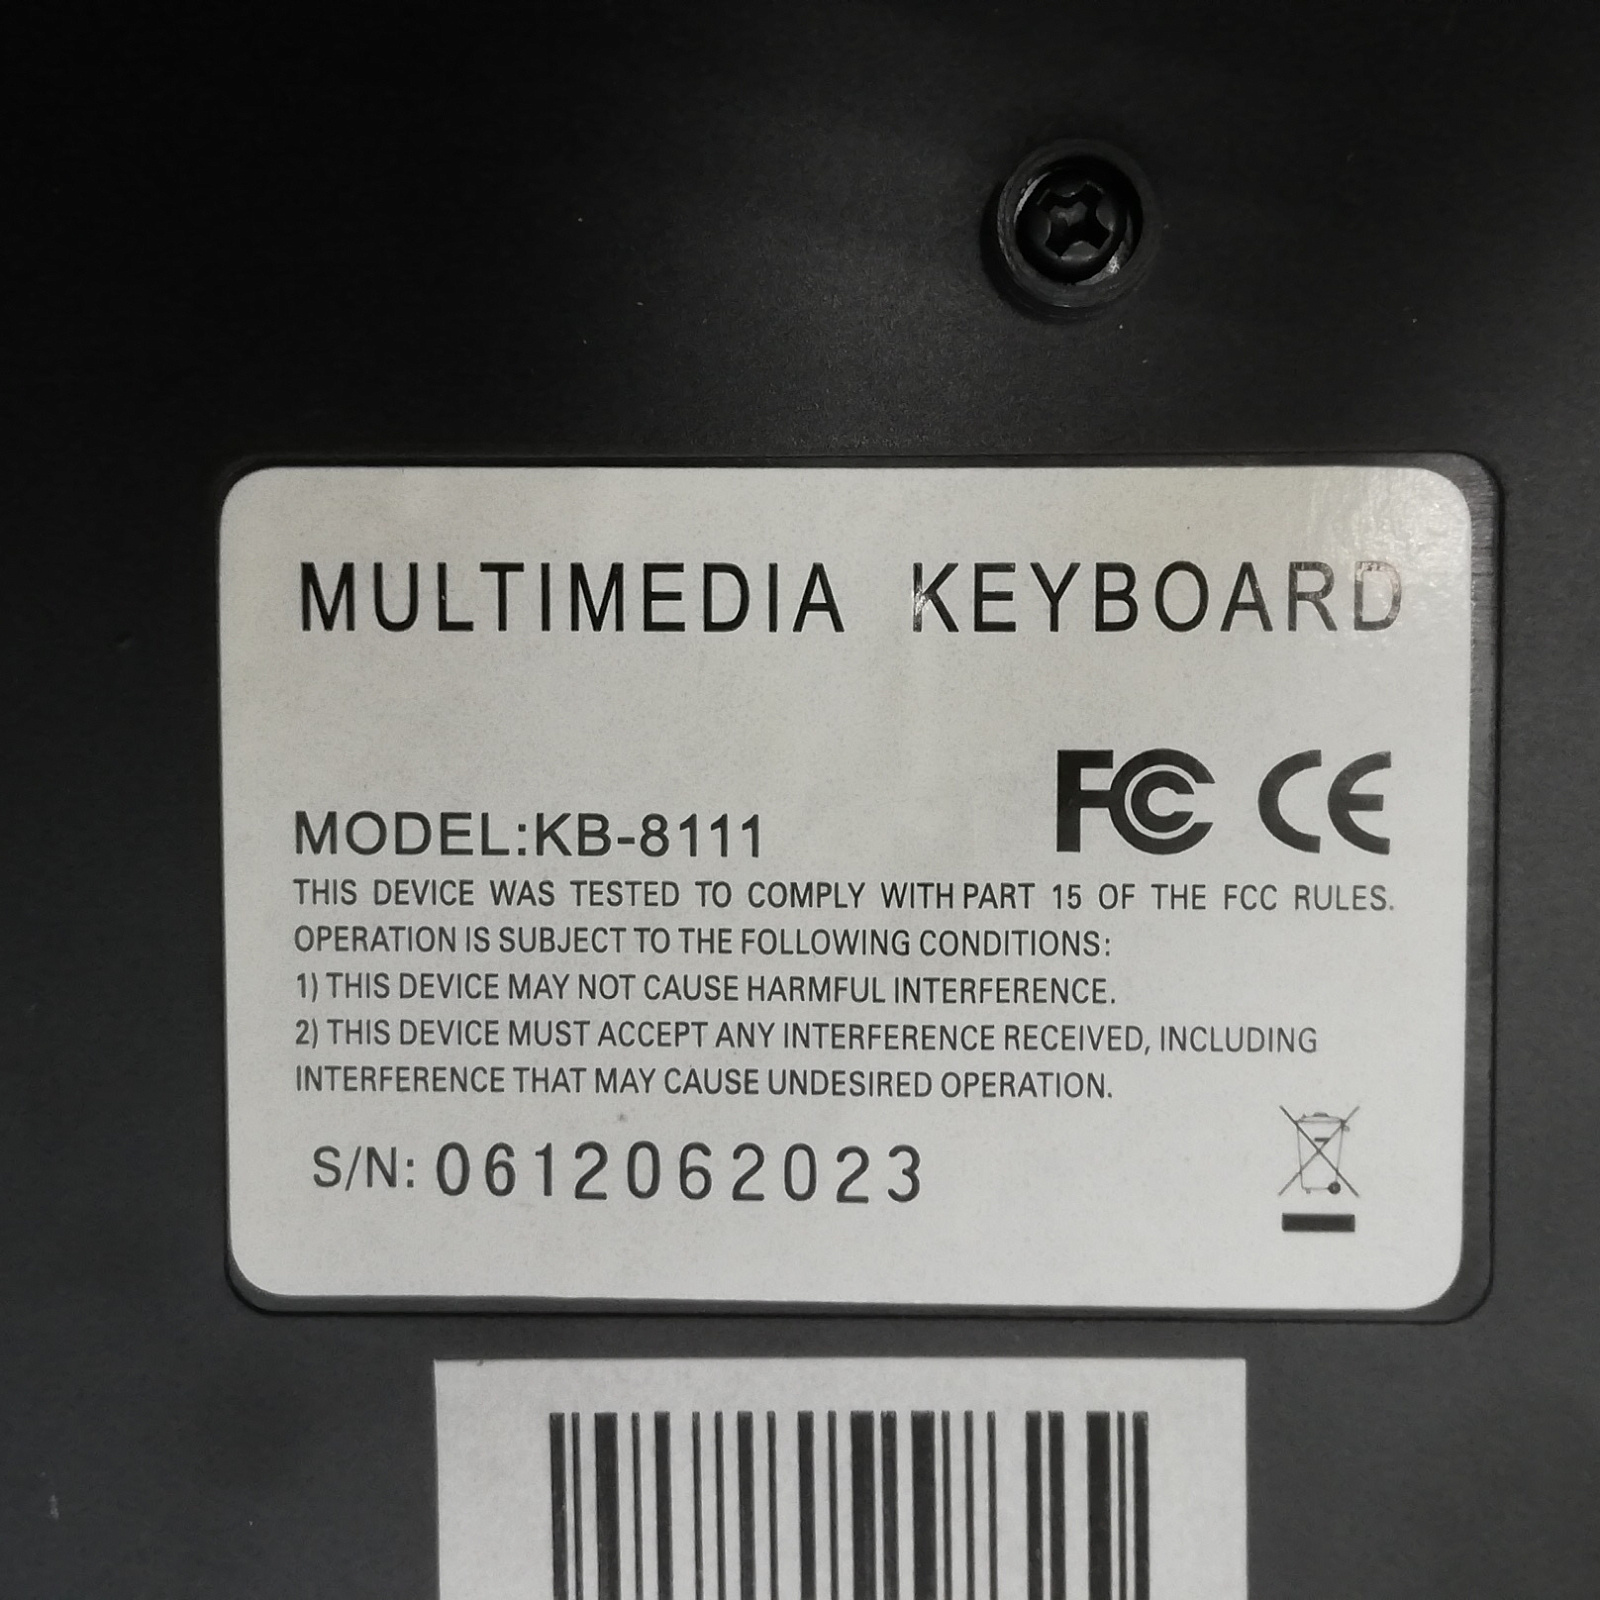 MULTIMEDIA KEYBOARD
FC CE
MODEL:KB-8111
THIS DEVICE WAS TESTED TO COMPLY WITH PART 15 OF THE FCC RULES.
OPERATION IS SUBJECT TO THE FOLLOWING CONDITIONS:
1) THIS DEVICE MAY NOT CAUSE HARMFUL INTERFERENCE.
2) THIS DEVICE MUST ACCEPT ANY INTERFERENCE RECEIVED, INCLUDING
INTERFERENCE THAT MAY CAUSE UNDESIRED OPERATION.
S/N: 0612062023